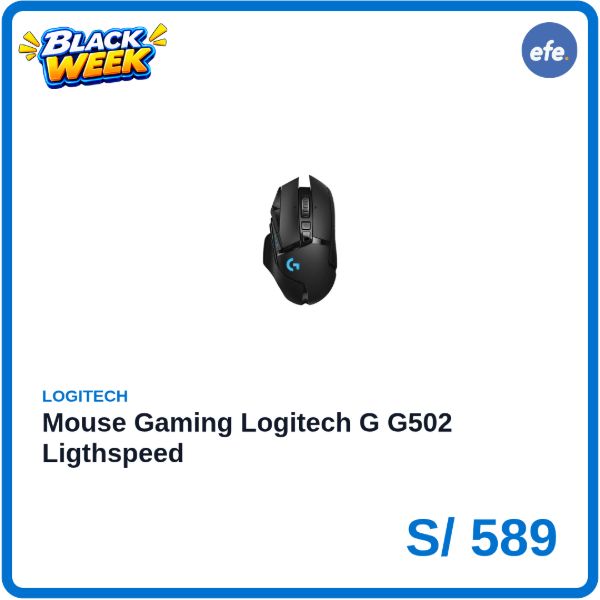 BLACK
WEEK
efe.
LOGITECH
Mouse Gaming Logitech G G502
Ligthspeed
S/ 589